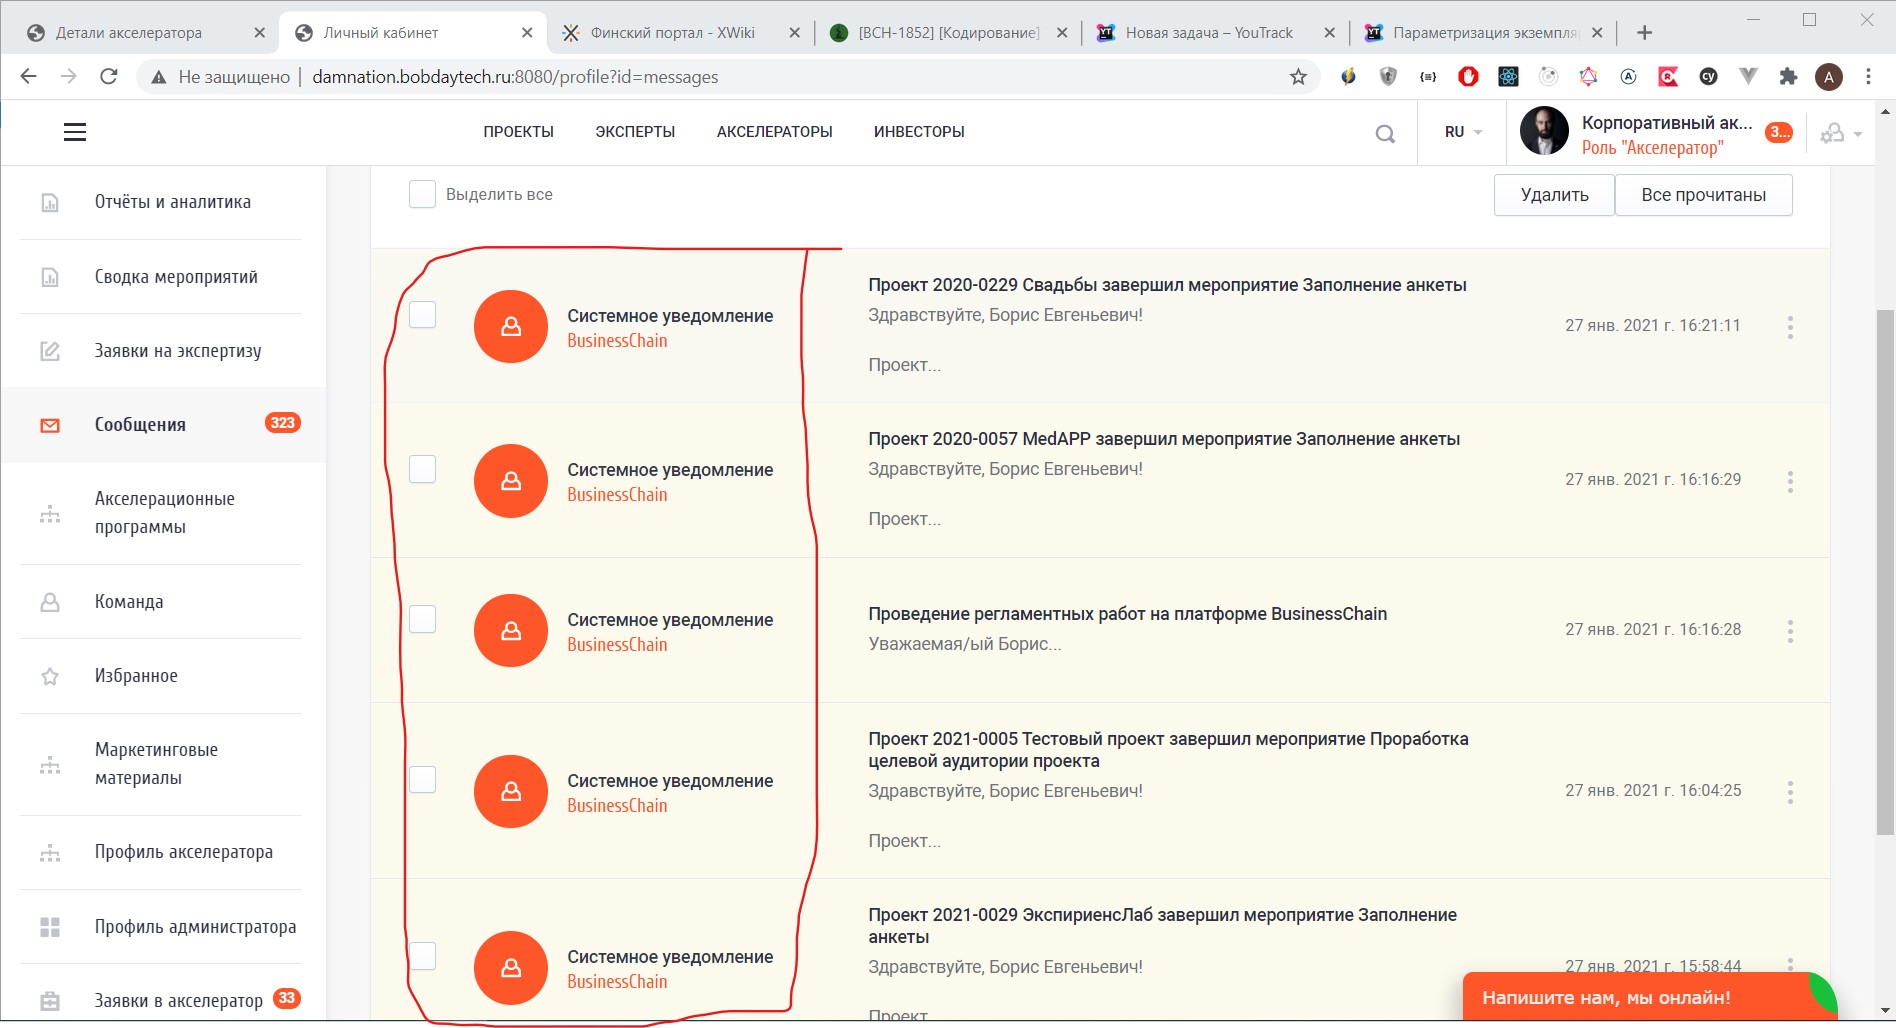 Детали акселератора
Личный кабинет
Финский портал - XWiki
[BCH-1852] [Кодирование]
Новая задача – YouTrack
Параметризация экземпля
Не защищено
damnation.bobdaytech.ru:8080/profile?id=messages
ПРОЕКТЫ
ЭКСПЕРТЫ
АКСЕЛЕРАТОРЫ
ИНВЕСТОРЫ
RU
Корпоративный ак...
Роль "Акселератор"
3...
Отчёты и аналитика
Сводка мероприятий
Заявки на экспертизу
Сообщения
323
Акселерационные
программы
Команда
Избранное
Маркетинговые
материалы
Профиль акселератора
Профиль администратора
Заявки в акселератор
33
Выделить все
Удалить
Все прочитаны
Системное уведомление
BusinessChain
Проект 2020-0229 Свадьбы завершил мероприятие Заполнение анкеты
Здравствуйте, Борис Евгеньевич!
Проект...
27 янв. 2021 г. 16:21:11
Системное уведомление
BusinessChain
Проект 2020-0057 MedAPP завершил мероприятие Заполнение анкеты
Здравствуйте, Борис Евгеньевич!
Проект...
27 янв. 2021 г. 16:16:29
Системное уведомление
BusinessChain
Проведение регламентных работ на платформе BusinessChain
Уважаемая/ый Борис...
27 янв. 2021 г. 16:16:28
Системное уведомление
BusinessChain
Проект 2021-0005 Тестовый проект завершил мероприятие Проработка
целевой аудитории проекта
Здравствуйте, Борис Евгеньевич!
Проект...
27 янв. 2021 г. 16:04:25
Системное уведомление
BusinessChain
Проект 2021-0029 ЭкспириенсЛаб завершил мероприятие Заполнение
анкеты
Здравствуйте, Борис Евгеньевич!
Проект
27 янв. 2021 г. 15:58:44
Напишите нам, мы онлайн!